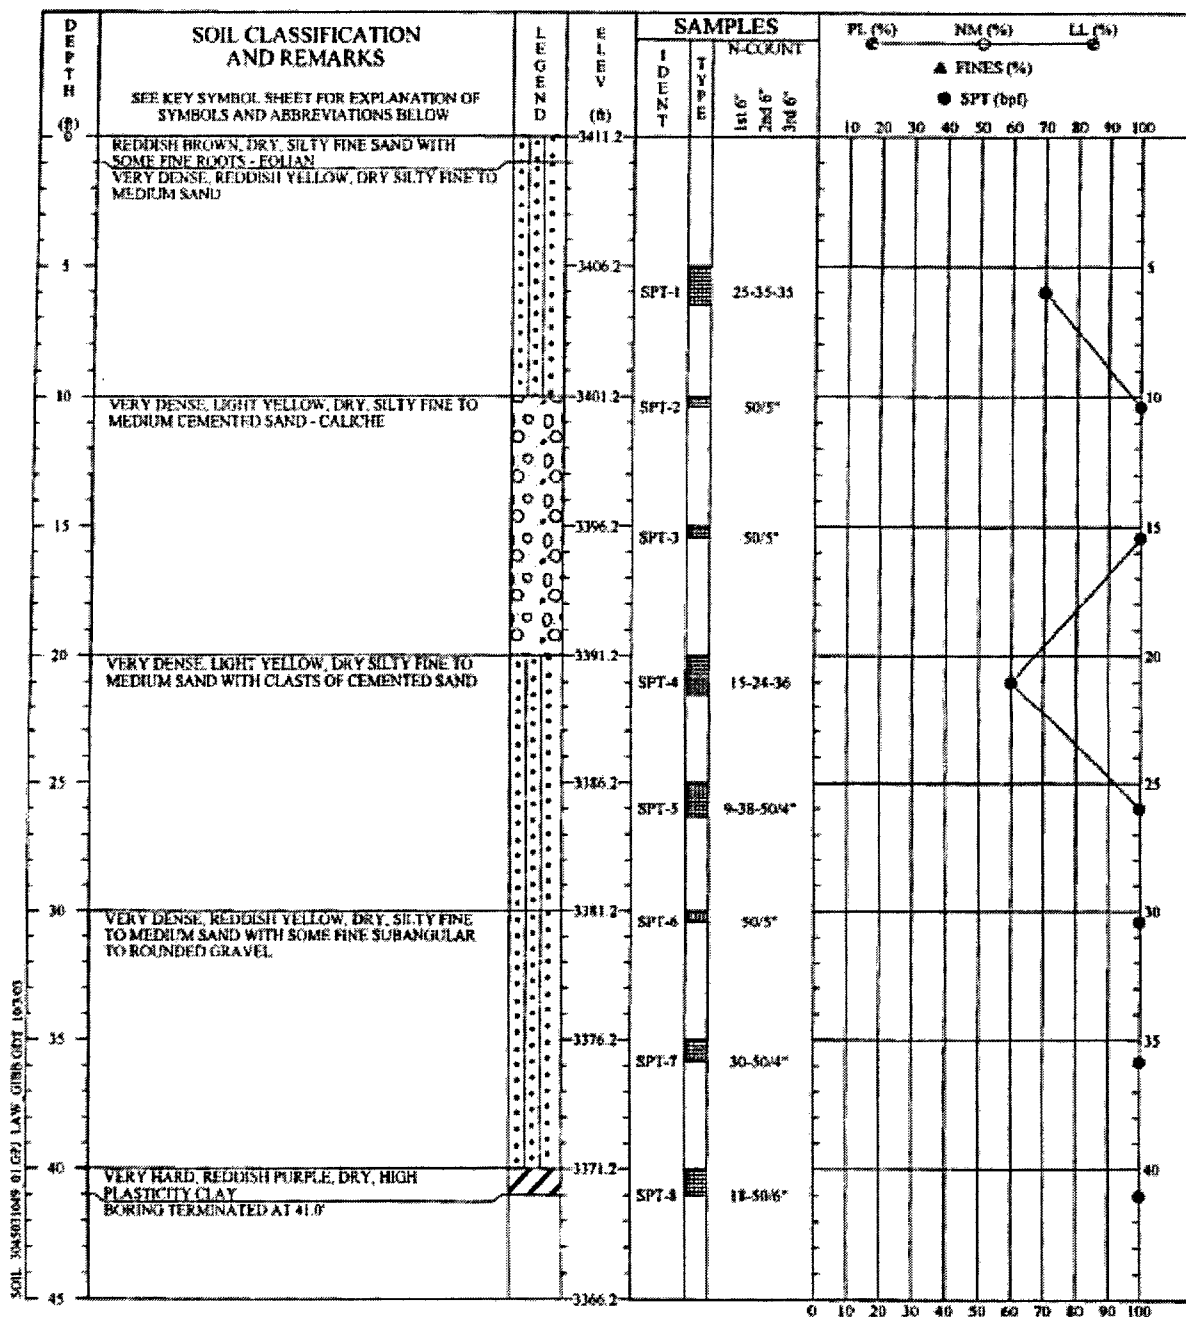 DEPTH (ft)
SOIL CLASSIFICATION
AND REMARKS
SEE KEY SYMBOL SHEET FOR EXPLANATION OF
SYMBOLS AND ABBREVIATIONS BELOW
LEGEND
ELEV (ft)
SAMPLES
IDENT
TYPE
N-COUNT
1st 6"
2nd 6"
3rd 6"
PL (%) NM (%) LL (%)
▲ FINES (%)
● SPT (bpf)
10 20 30 40 50 60 70 80 90 100
0 3411.2
REDDISH BROWN, DRY, SILTY FINE SAND WITH
SOME FINE ROOTS - EOLIAN
VERY DENSE, REDDISH YELLOW, DRY SILTY FINE TO
MEDIUM SAND
5 3406.2 5
SPT-1 25-35-35
10 3401.2 10
VERY DENSE, LIGHT YELLOW, DRY, SILTY FINE TO
MEDIUM CEMENTED SAND - CALICHE
SPT-2 50/5"
15 3396.2 15
SPT-3 50/5"
20 3391.2 20
VERY DENSE, LIGHT YELLOW, DRY SILTY FINE TO
MEDIUM SAND WITH CLASTS OF CEMENTED SAND
SPT-4 15-24-36
25 3386.2 25
SPT-5 9-38-50/4"
30 3381.2 30
VERY DENSE, REDDISH YELLOW, DRY, SILTY FINE
TO MEDIUM SAND WITH SOME FINE SUBANGULAR
TO ROUNDED GRAVEL
SPT-6 50/5"
35 3376.2 35
SPT-7 30-50/4"
40 3371.2 40
VERY HARD, REDDISH PURPLE, DRY, HIGH
PLASTICITY CLAY
SPT-8 18-50/6"
BORING TERMINATED AT 41.0'
45 3366.2
0 10 20 30 40 50 60 70 80 90 100
SOIL 3045031049 01.GPJ LAW GIBB.GDT 10/3/03